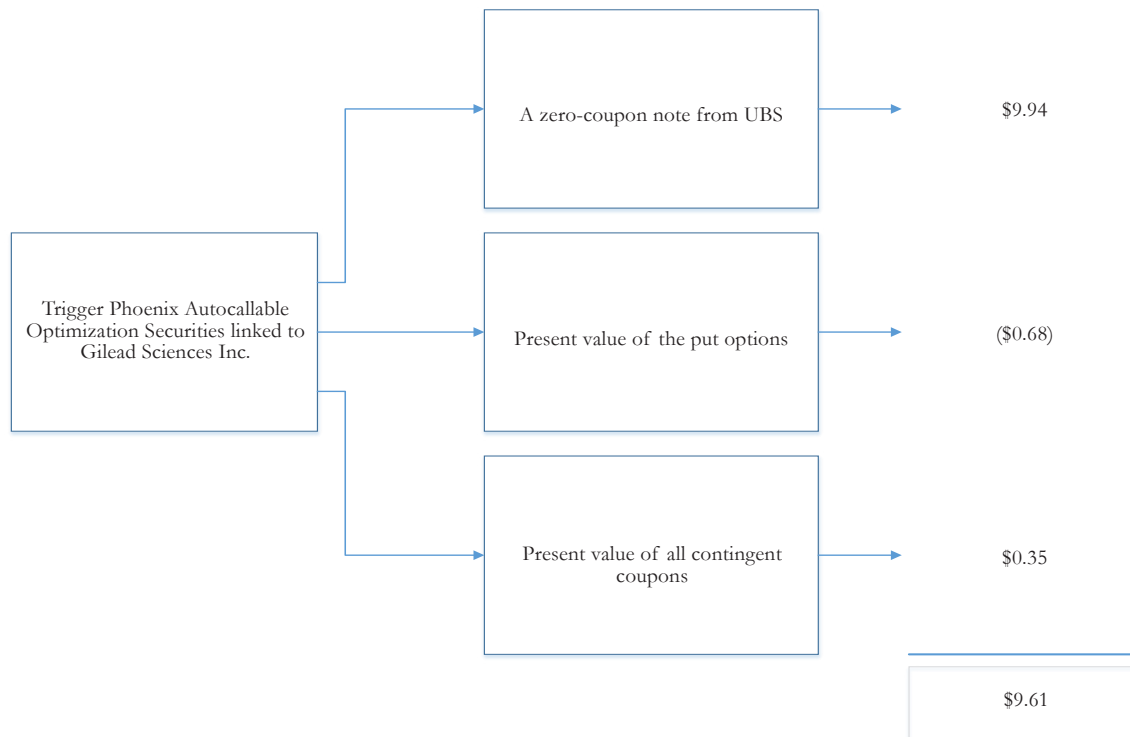 A zero-coupon note from UBS
$9.94
Trigger Phoenix Autocallable
Optimization Securities linked to
Gilead Sciences Inc.
Present value of the put options
($0.68)
Present value of all contingent
coupons
$0.35
$9.61